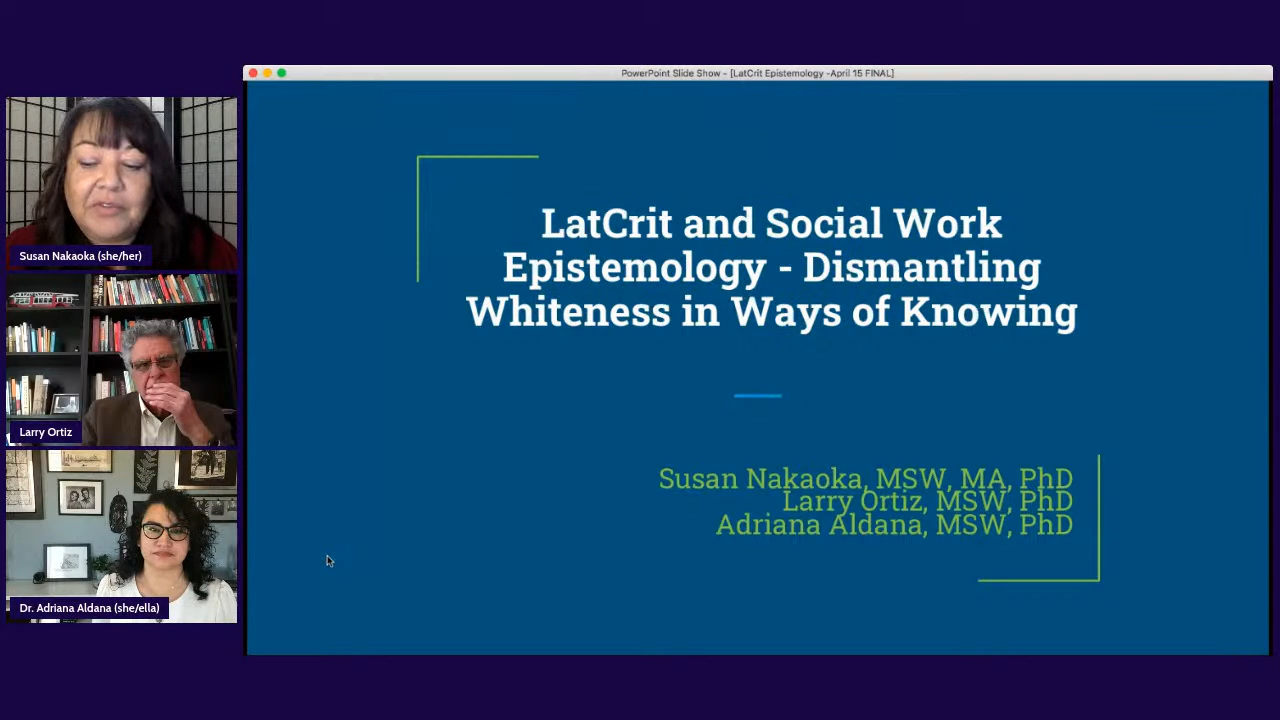 PowerPoint Slide Show - [LatCrit Epistemology -April 15 FINAL]
LatCrit and Social Work
Epistemology - Dismantling
Whiteness in Ways of Knowing
Susan Nakaoka, MSW, MA, PhD
Larry Ortiz, MSW, PhD
Adriana Aldana, MSW, PhD
Susan Nakaoka (she/her)
Larry Ortiz
Dr. Adriana Aldana (she/ella)